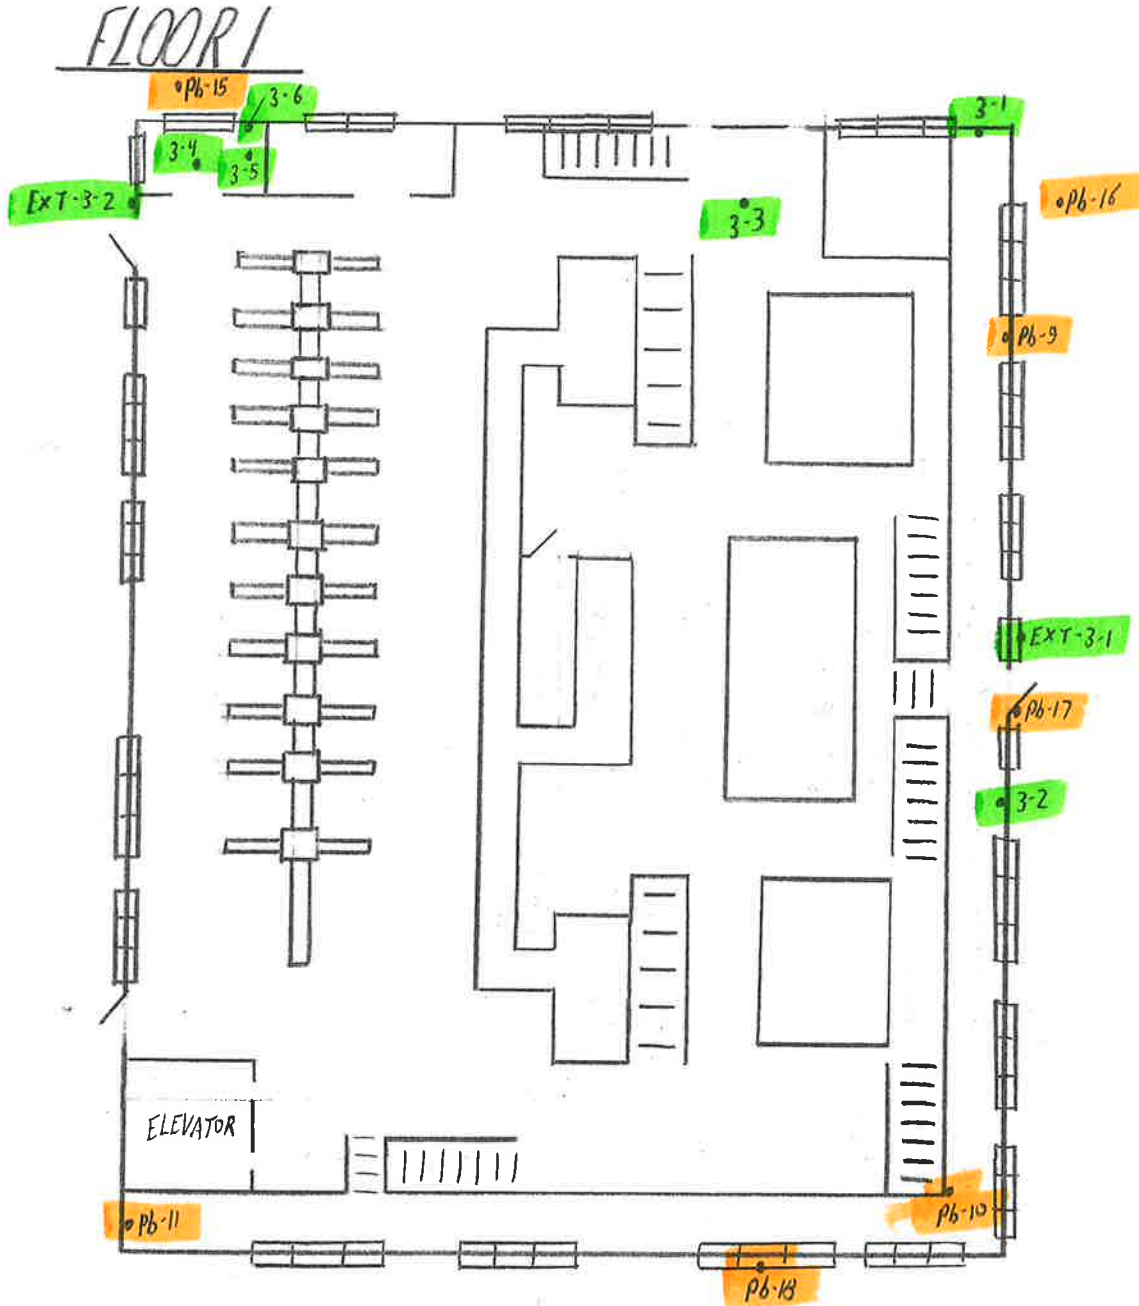 FLOOR 1
Pb-15
3-6
3-1
3-4
3-5
EXT-3-2
Pb-16
3-3
Pb-9
EXT-3-1
Pb-17
3-2
ELEVATOR
Pb-11
Pb-10
Pb-18